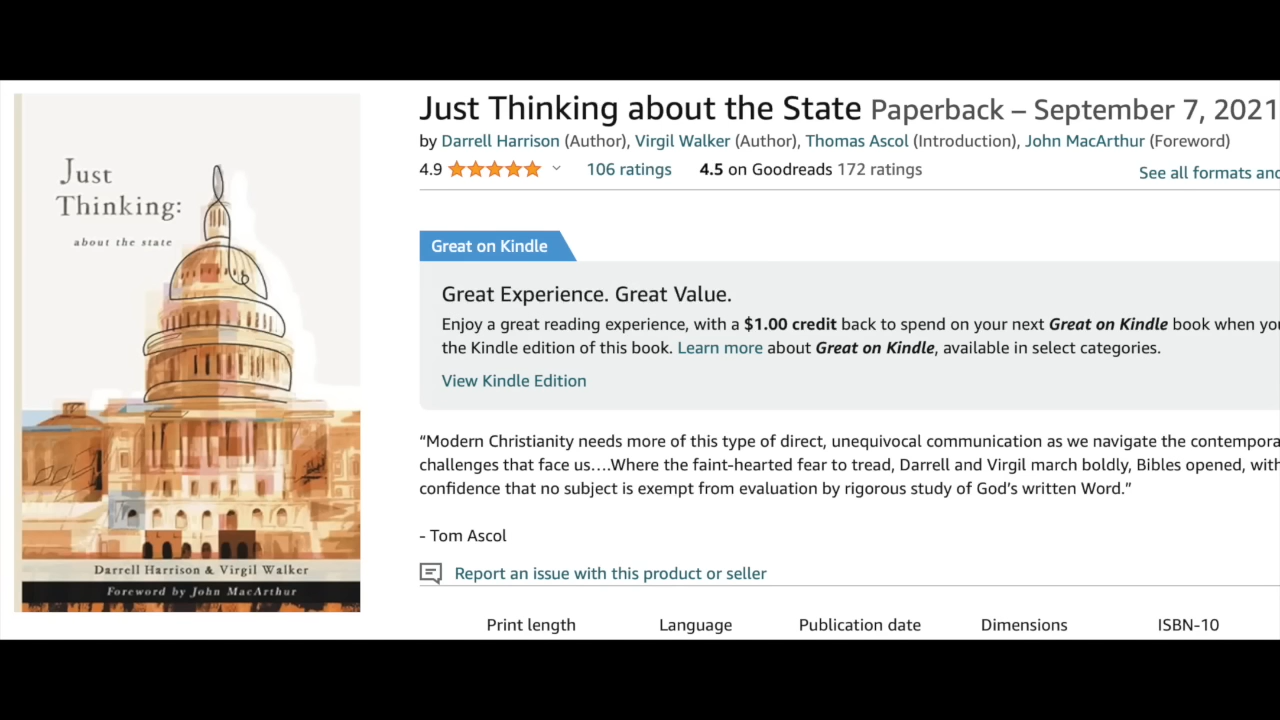 Just
Thinking:
about the state
Darrell Harrison & Virgil Walker
Foreword by John MacArthur
Just Thinking about the State Paperback – September 7, 2021
by Darrell Harrison (Author), Virgil Walker (Author), Thomas Ascol (Introduction), John MacArthur (Foreword)
4.9 106 ratings 4.5 on Goodreads 172 ratings
See all formats and
Great on Kindle
Great Experience. Great Value.
Enjoy a great reading experience, with a $1.00 credit back to spend on your next Great on Kindle book when you
the Kindle edition of this book. Learn more about Great on Kindle, available in select categories.
View Kindle Edition
“Modern Christianity needs more of this type of direct, unequivocal communication as we navigate the contempora
challenges that face us….Where the faint-hearted fear to tread, Darrell and Virgil march boldly, Bibles opened, with
confidence that no subject is exempt from evaluation by rigorous study of God’s written Word.”
- Tom Ascol
Report an issue with this product or seller
Print length Language Publication date Dimensions ISBN-10